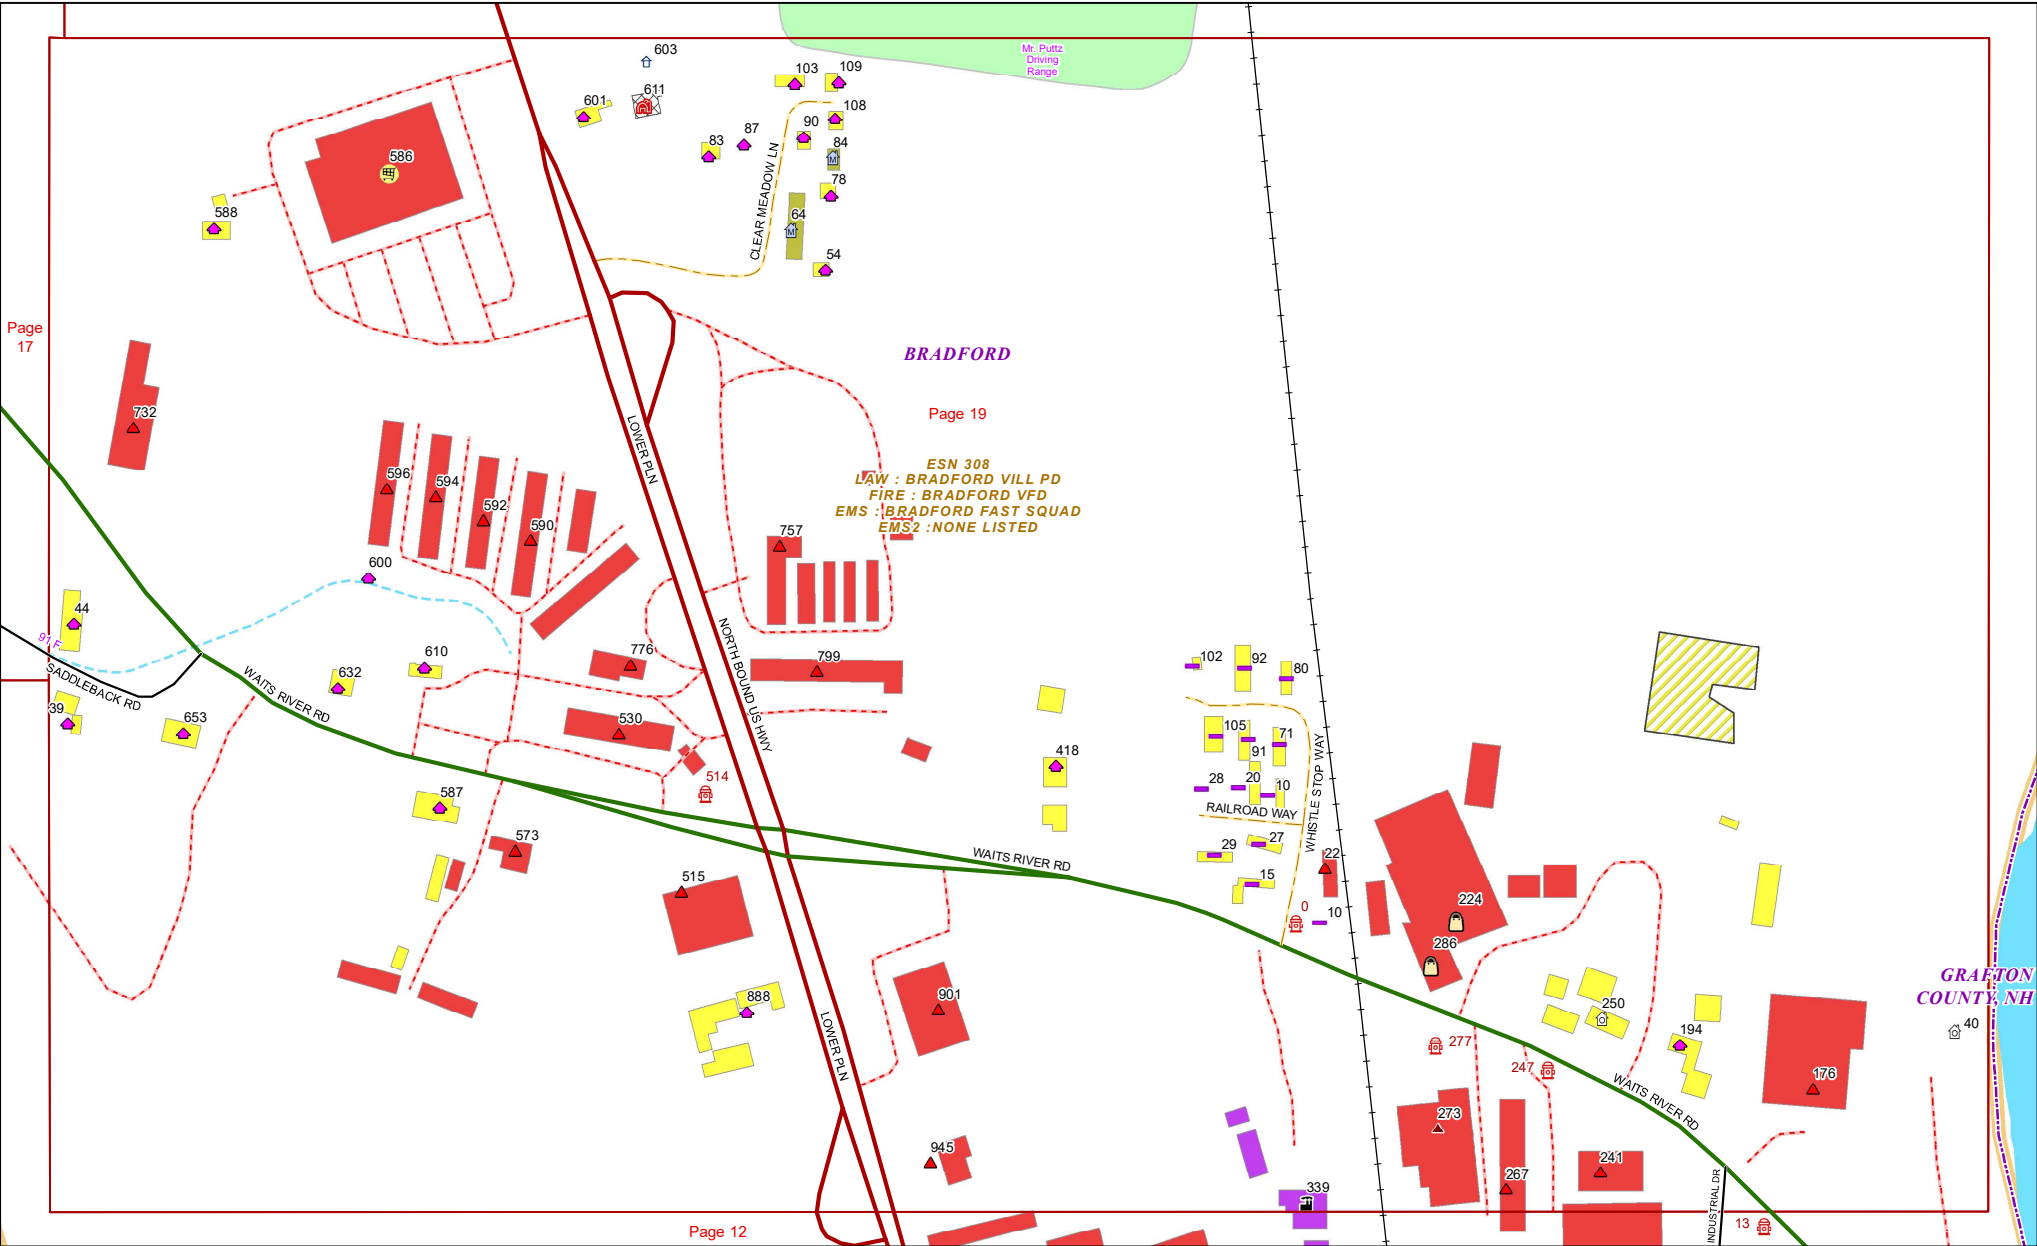 603
Mr. Puttz
Driving
Range
103
109
601
611
108
87
90
83
84
586
78
588
64
CLEAR MEADOW LN
54
Page
17
BRADFORD
732
Page 19
LOWER PLN
596
594
592
590
ESN 308
LAW : BRADFORD VILL PD
FIRE : BRADFORD VFD
EMS : BRADFORD FAST SQUAD
EMS2 :NONE LISTED
757
600
44
91 F
SADDLEBACK RD
39
653
WAITS RIVER RD
632
610
776
799
NORTH BOUND US HWY
530
514
102
92
80
105
91
71
418
28
20
10
RAILROAD WAY
WHISTLE STOP WAY
587
573
515
WAITS RIVER RD
29
27
22
15
0
10
224
286
888
901
LOWER PLN
GRAFTON
COUNTY, NH
250
40
277
247
194
176
WAITS RIVER RD
273
945
267
241
339
INDUSTRIAL DR
13
Page 12